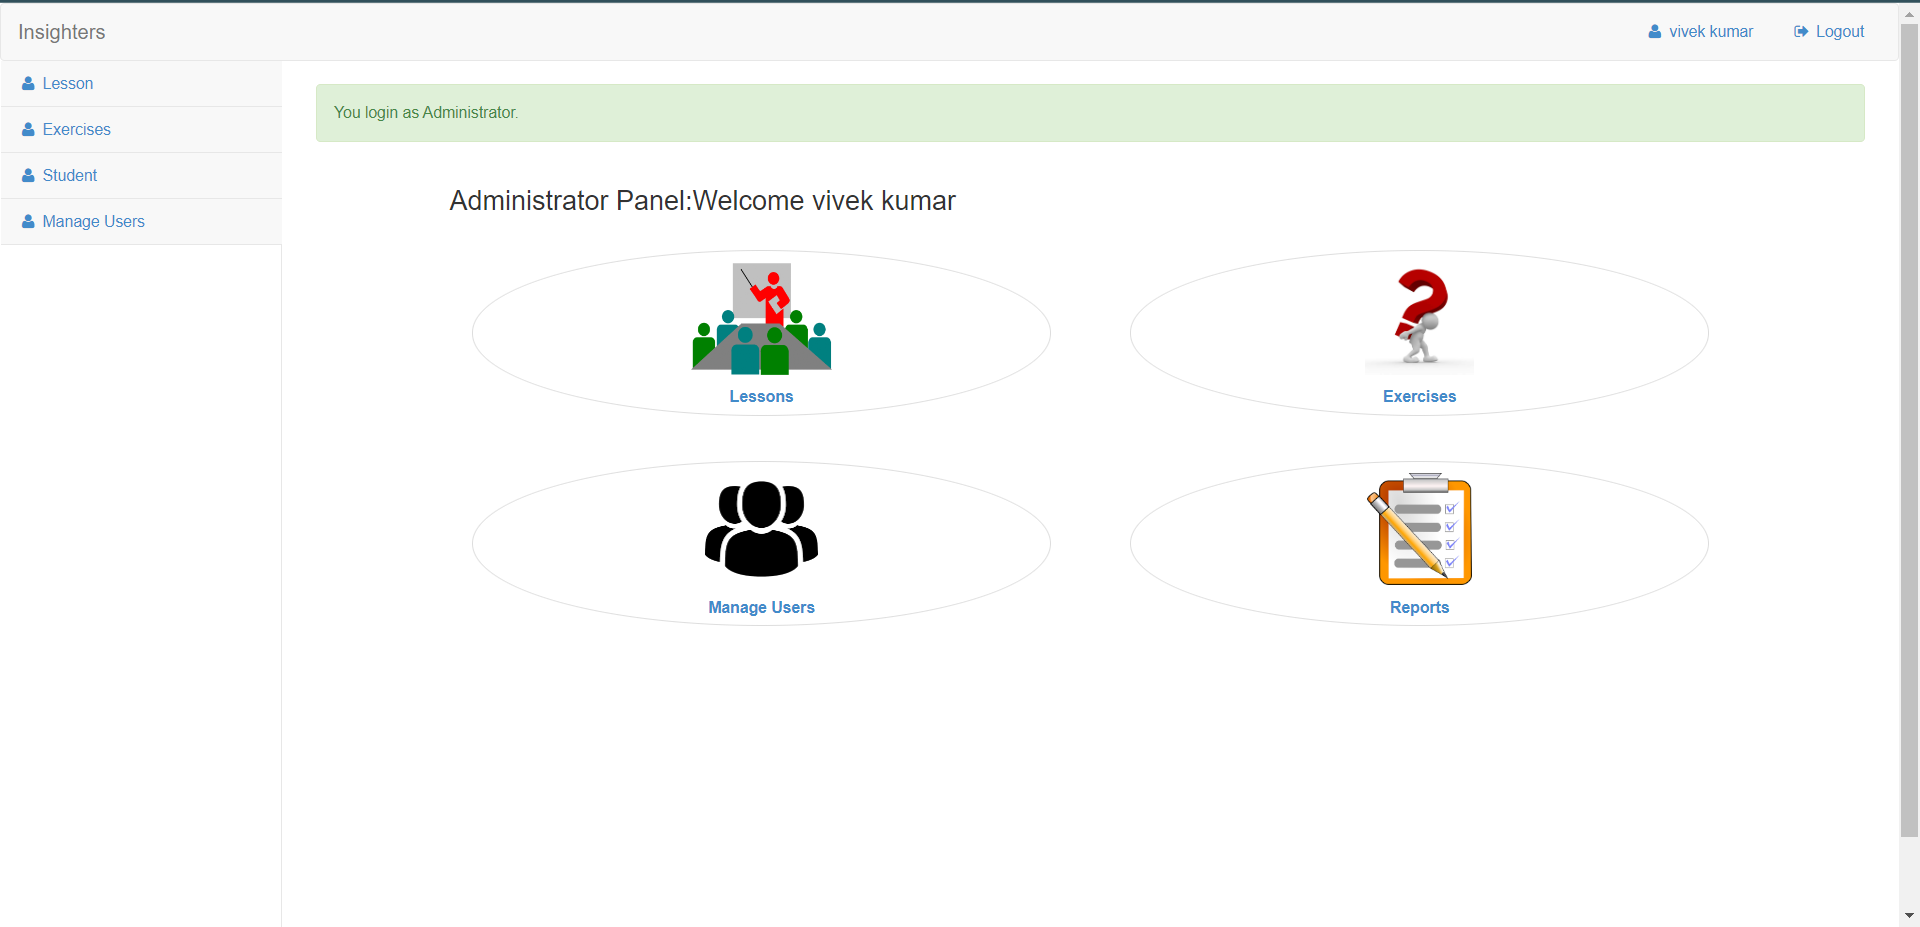 Insighters
vivek kumar
Logout
Lesson
Exercises
Student
Manage Users
You login as Administrator.
Administrator Panel:Welcome vivek kumar
Lessons
Exercises
Manage Users
Reports